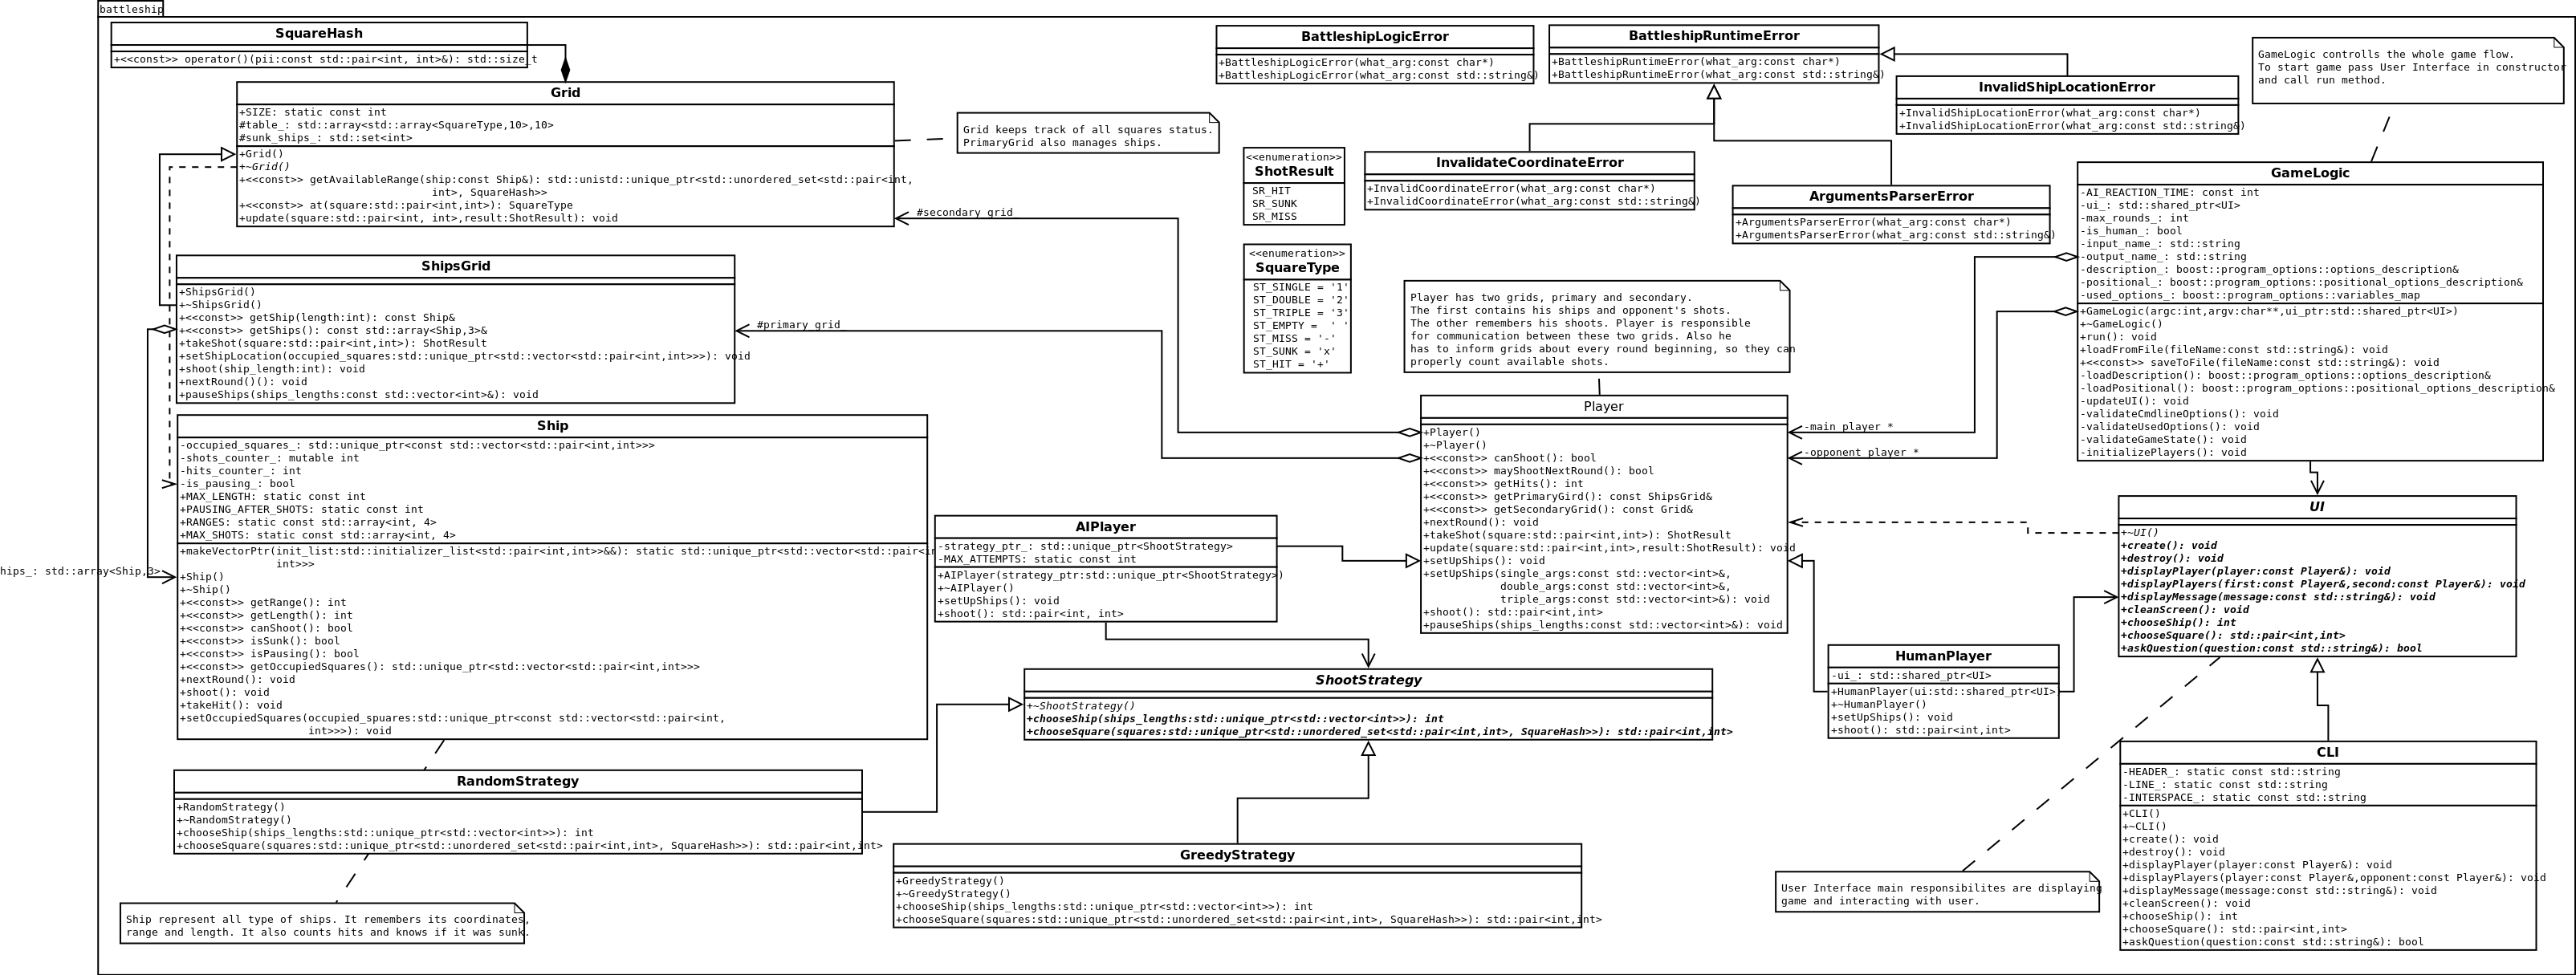 battleship
SquareHash
+<<const>> operator()(pii:const std::pair<int, int>&): std::size_t
Grid
+SIZE: static const int
#table_: std::array<std::array<SquareType,10>,10>
#sunk_ships_: std::set<int>
+Grid()
+~Grid()
+<<const>> getAvailableRange(ship:const Ship&): std::unistd::unique_ptr<std::unordered_set<std::pair<int,
int>, SquareHash>>
+<<const>> at(square:std::pair<int,int>): SquareType
+update(square:std::pair<int, int>,result:ShotResult): void
Grid keeps track of all squares status.
PrimaryGrid also manages ships.
#secondary_grid_
ShipsGrid
+ShipsGrid()
+~ShipsGrid()
+<<const>> getShip(length:int): const Ship&
+<<const>> getShips(): const std::array<Ship,3>&
+takeShot(square:std::pair<int,int>): ShotResult
+setShipLocation(occupied_squares:std::unique_ptr<std::vector<std::pair<int,int>>>): void
+shoot(ship_length:int): void
+nextRound()(): void
+pauseShips(ships_lengths:const std::vector<int>&): void
#primary_grid_
Ship
-occupied_squares_: std::unique_ptr<const std::vector<std::pair<int,int>>>
-shots_counter_: mutable int
-hits_counter_: int
-is_pausing_: bool
+MAX_LENGTH: static const int
+PAUSING_AFTER_SHOTS: static const int
+RANGES: static const std::array<int, 4>
+MAX_SHOTS: static const std::array<int, 4>
+makeVectorPtr(init_list:std::initializer_list<std::pair<int,int>>&&): static std::unique_ptr<std::vector<std::pair<in
int>>>
+Ship()
+~Ship()
+<<const>> getRange(): int
+<<const>> getLength(): int
+<<const>> canShoot(): bool
+<<const>> isSunk(): bool
+<<const>> isPausing(): bool
+<<const>> getOccupiedSquares(): std::unique_ptr<std::vector<std::pair<int,int>>>
+nextRound(): void
+shoot(): void
+takeHit(): void
+setOccupiedSquares(occupied_spuares:std::unique_ptr<const std::vector<std::pair<int,
int>>>): void
hips_: std::array<Ship,3>
RandomStrategy
+RandomStrategy()
+~RandomStrategy()
+chooseShip(ships_lengths:std::unique_ptr<std::vector<int>>): int
+chooseSquare(squares:std::unique_ptr<std::unordered_set<std::pair<int,int>, SquareHash>>): std::pair<int,int>
Ship represent all type of ships. It remembers its coordinates,
range and length. It also counts hits and knows if it was sunk.
BattleshipLogicError
+BattleshipLogicError(what_arg:const char*)
+BattleshipLogicError(what_arg:const std::string&)
BattleshipRuntimeError
+BattleshipRuntimeError(what_arg:const char*)
+BattleshipRuntimeError(what_arg:const std::string&)
InvalidShipLocationError
+InvalidShipLocationError(what_arg:const char*)
+InvalidShipLocationError(what_arg:const std::string&)
InvalidateCoordinateError
+InvalidCoordinateError(what_arg:const char*)
+InvalidCoordinateError(what_arg:const std::string&)
ArgumentsParserError
+ArgumentsParserError(what_arg:const char*)
+ArgumentsParserError(what_arg:const std::string&)
<<enumeration>>
ShotResult
SR_HIT
SR_SUNK
SR_MISS
<<enumeration>>
SquareType
ST_SINGLE = '1'
ST_DOUBLE = '2'
ST_TRIPLE = '3'
ST_EMPTY = ' '
ST_MISS = '-'
ST_SUNK = 'x'
ST_HIT = '+'
Player has two grids, primary and secondary.
The first contains his ships and opponent's shots.
The other remembers his shoots. Player is responsible
for communication between these two grids. Also he
has to inform grids about every round beginning, so they can
properly count available shots.
Player
+Player()
+~Player()
+<<const>> canShoot(): bool
+<<const>> mayShootNextRound(): bool
+<<const>> getHits(): int
+<<const>> getPrimaryGird(): const ShipsGrid&
+<<const>> getSecondaryGrid(): const Grid&
+nextRound(): void
+takeShot(square:std::pair<int,int>): ShotResult
+update(square:std::pair<int,int>,result:ShotResult): void
+setUpShips(): void
+setUpShips(single_args:const std::vector<int>&,
double_args:const std::vector<int>&,
triple_args:const std::vector<int>&): void
+shoot(): std::pair<int,int>
+pauseShips(ships_lengths:const std::vector<int>&): void
AIPlayer
-strategy_ptr_: std::unique_ptr<ShootStrategy>
-MAX_ATTEMPTS: static const int
+AIPlayer(strategy_ptr:std::unique_ptr<ShootStrategy>)
+~AIPlayer()
+setUpShips(): void
+shoot(): std::pair<int, int>
ShootStrategy
+~ShootStrategy()
+chooseShip(ships_lengths:std::unique_ptr<std::vector<int>>): int
+chooseSquare(squares:std::unique_ptr<std::unordered_set<std::pair<int,int>, SquareHash>>): std::pair<int,int>
GreedyStrategy
+GreedyStrategy()
+~GreedyStrategy()
+chooseShip(ships_lengths:std::unique_ptr<std::vector<int>>): int
+chooseSquare(squares:std::unique_ptr<std::unordered_set<std::pair<int,int>, SquareHash>>): std::pair<int,int>
GameLogic controlls the whole game flow.
To start game pass User Interface in constructor
and call run method.
GameLogic
-AI_REACTION_TIME: const int
-ui_: std::shared_ptr<UI>
-max_rounds_: int
-is_human_: bool
-input_name_: std::string
-output_name_: std::string
-description_: boost::program_options::options_description&
-positional_: boost::program_options::positional_options_description&
-used_options_: boost::program_options::variables_map
+GameLogic(argc:int,argv:char**,ui_ptr:std::shared_ptr<UI>)
+~GameLogic()
+run(): void
+loadFromFile(fileName:const std::string&): void
+<<const>> saveToFile(fileName:const std::string&): void
-loadDescription(): boost::program_options::options_description&
-loadPositional(): boost::program_options::positional_options_description&
-updateUI(): void
-validateCmdlineOptions(): void
-validateUsedOptions(): void
-validateGameState(): void
-initializePlayers(): void
-main_player_*
-opponent_player_*
UI
+~UI()
+create(): void
+destroy(): void
+displayPlayer(player:const Player&): void
+displayPlayers(first:const Player&,second:const Player&): void
+displayMessage(message:const std::string&): void
+cleanScreen(): void
+chooseShip(): int
+chooseSquare(): std::pair<int,int>
+askQuestion(question:const std::string&): bool
HumanPlayer
-ui_: std::shared_ptr<UI>
+HumanPlayer(ui:std::shared_ptr<UI>)
+~HumanPlayer()
+setUpShips(): void
+shoot(): std::pair<int,int>
CLI
-HEADER_: static const std::string
-LINE_: static const std::string
-INTERSPACE_: static const std::string
+CLI()
+~CLI()
+create(): void
+destroy(): void
+displayPlayer(player:const Player&): void
+displayPlayers(player:const Player&,opponent:const Player&): void
+displayMessage(message:const std::string&): void
+cleanScreen(): void
+chooseShip(): int
+chooseSquare(): std::pair<int,int>
+askQuestion(question:const std::string&): bool
User Interface main responsibilites are displaying
game and interacting with user.